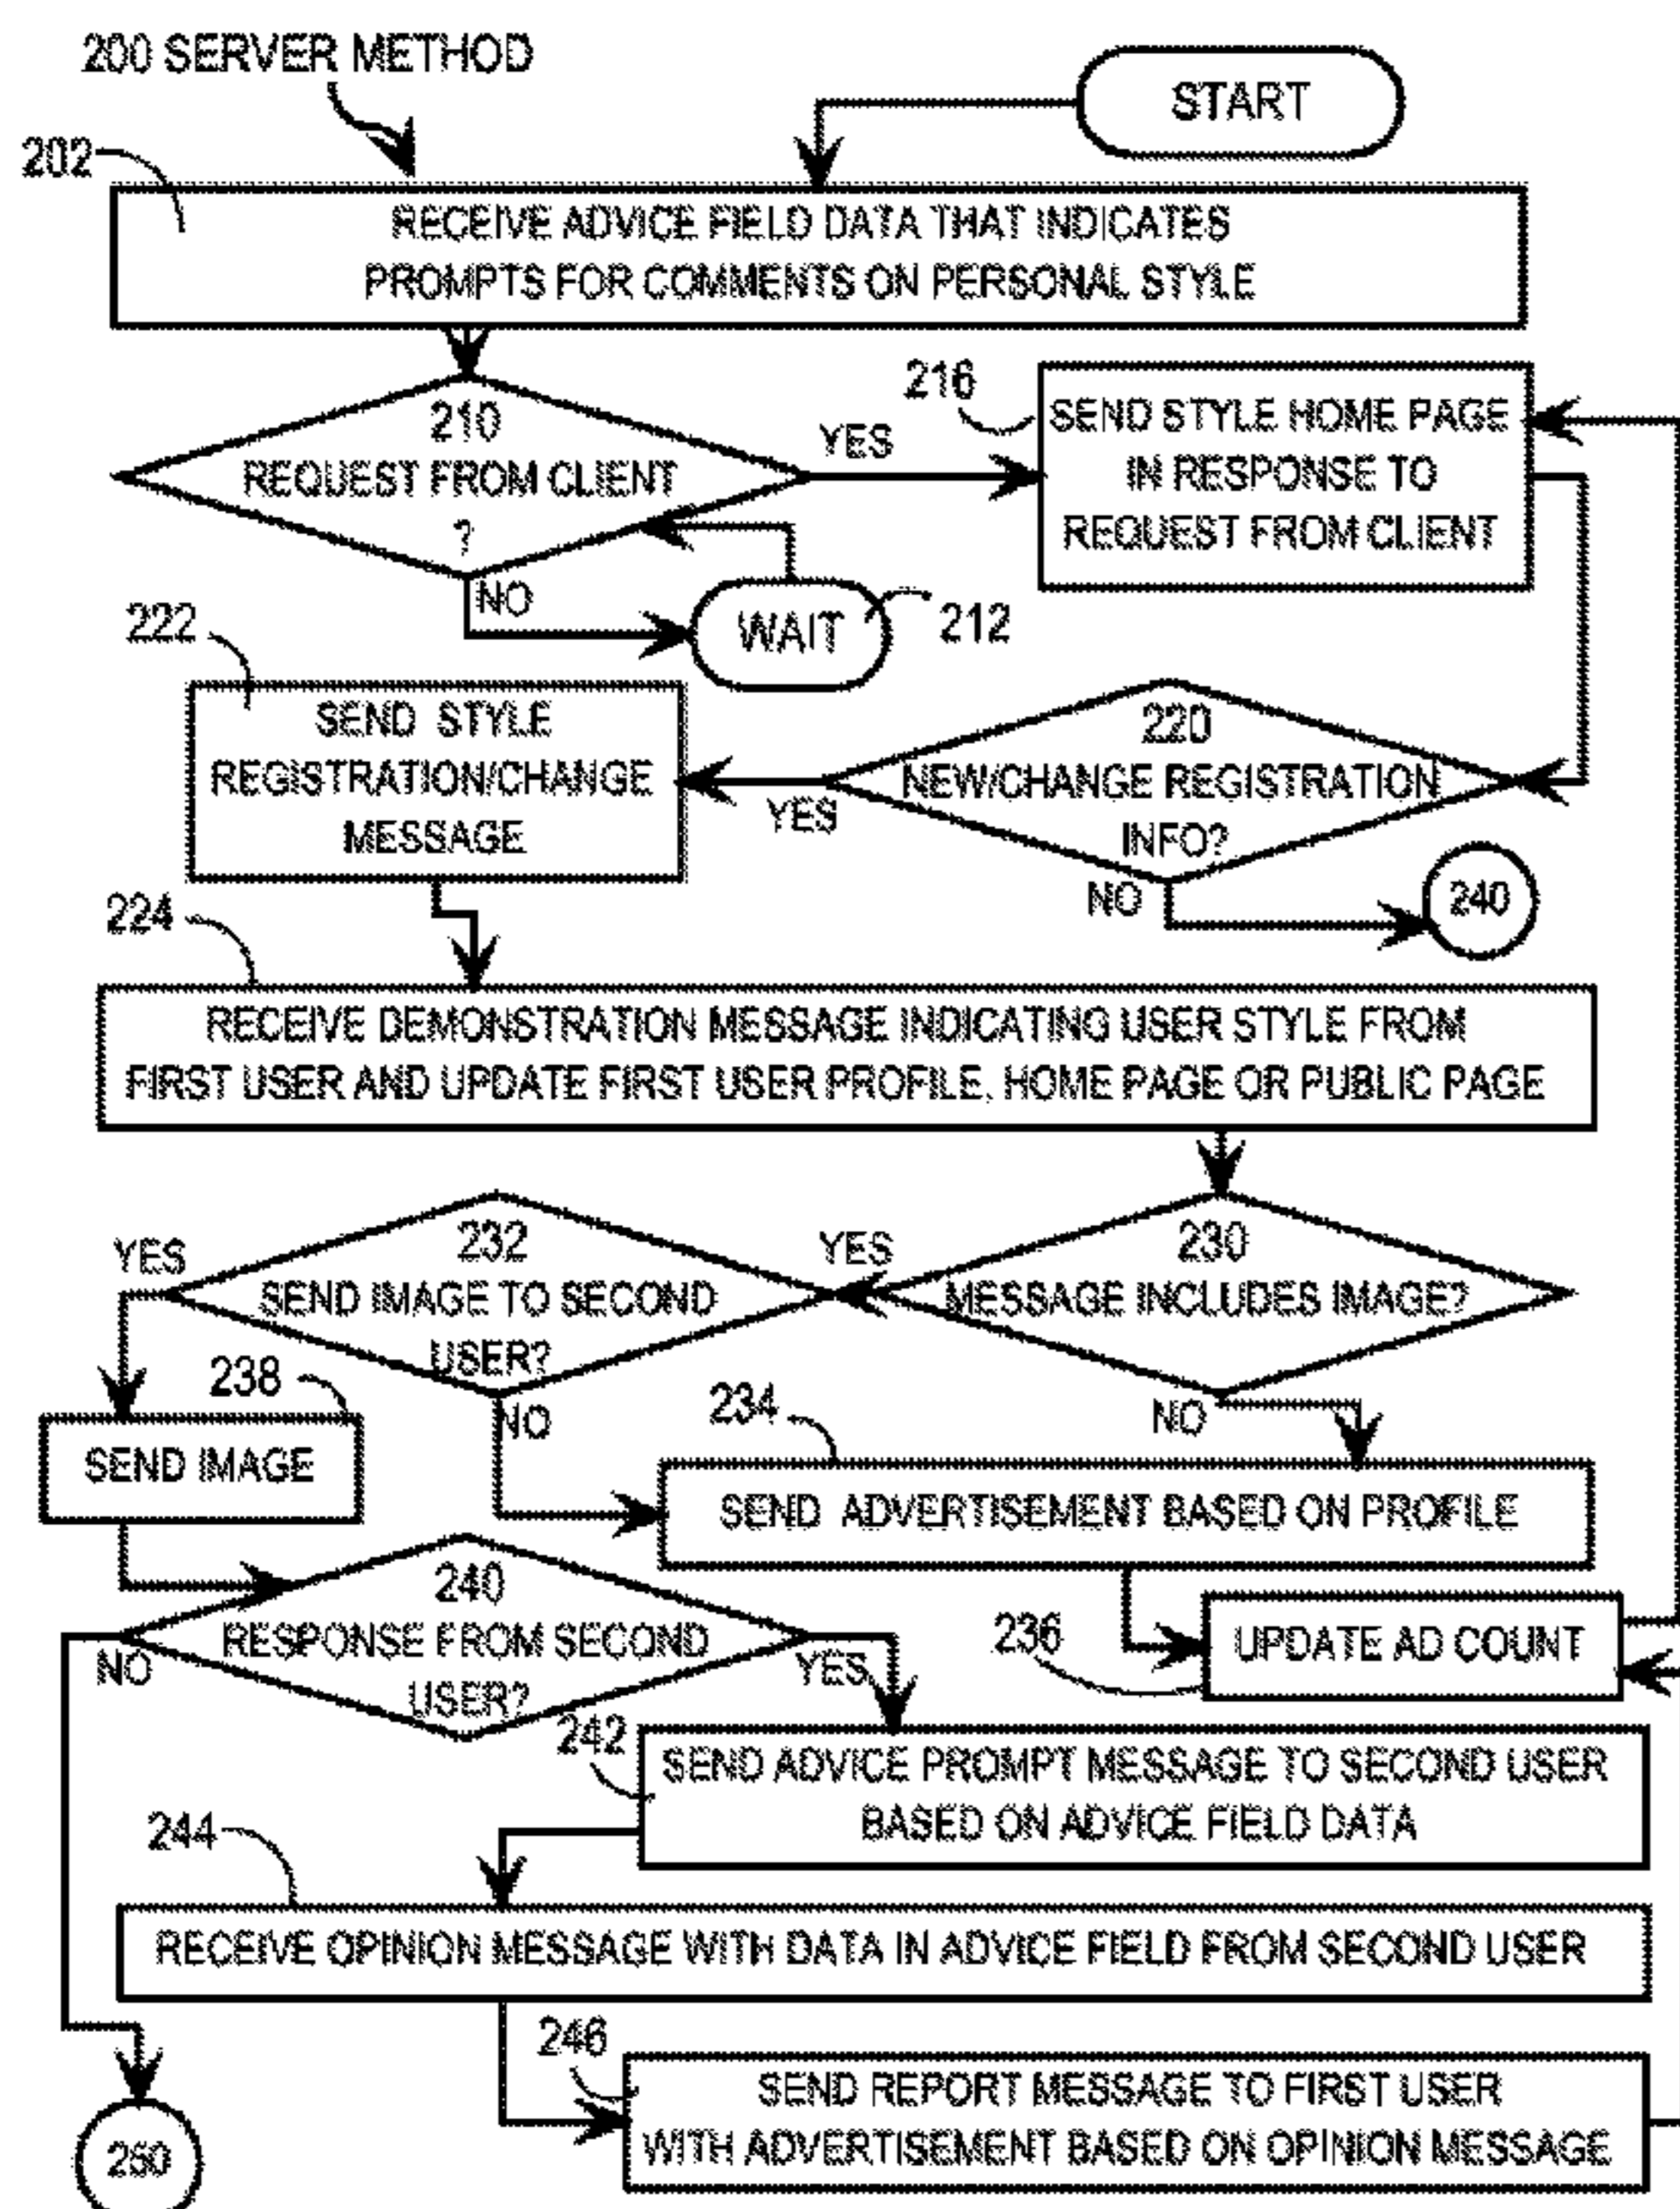 200 SERVER METHOD
START
202
RECEIVE ADVICE FIELD DATA THAT INDICATES
PROMPTS FOR COMMENTS ON PERSONAL STYLE
210
REQUEST FROM CLIENT
?
YES
NO
216
SEND STYLE HOME PAGE
IN RESPONSE TO
REQUEST FROM CLIENT
WAIT
212
222
SEND STYLE
REGISTRATION/CHANGE
MESSAGE
220
NEW/CHANGE REGISTRATION
INFO?
YES
NO
240
224
RECEIVE DEMONSTRATION MESSAGE INDICATING USER STYLE FROM
FIRST USER AND UPDATE FIRST USER PROFILE, HOME PAGE OR PUBLIC PAGE
YES
232
SEND IMAGE TO SECOND
USER?
NO
YES
230
MESSAGE INCLUDES IMAGE?
NO
238
SEND IMAGE
234
SEND ADVERTISEMENT BASED ON PROFILE
240
RESPONSE FROM SECOND
USER?
NO
YES
236
UPDATE AD COUNT
242
SEND ADVICE PROMPT MESSAGE TO SECOND USER
BASED ON ADVICE FIELD DATA
244
RECEIVE OPINION MESSAGE WITH DATA IN ADVICE FIELD FROM SECOND USER
246
SEND REPORT MESSAGE TO FIRST USER
WITH ADVERTISEMENT BASED ON OPINION MESSAGE
250